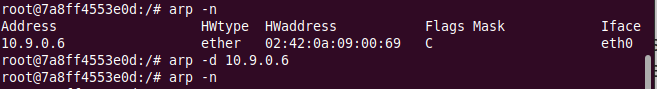 root@7a8ff4553e0d:/# arp -n
Address HWtype HWaddress Flags Mask Iface
10.9.0.6 ether 02:42:0a:09:00:69 C eth0
root@7a8ff4553e0d:/# arp -d 10.9.0.6
root@7a8ff4553e0d:/# arp -n